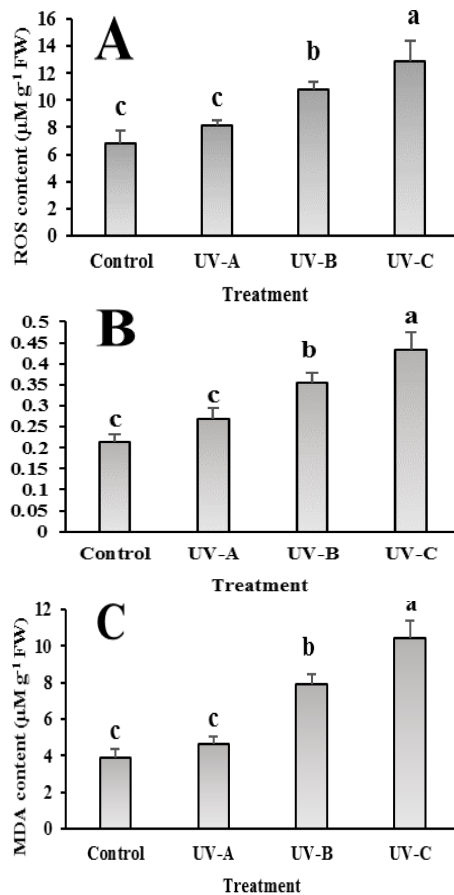 A
ROS content (µM g-1 FW)
16
14
12
10
8
6
4
2
0
c
c
b
a
Control UV-A UV-B UV-C
Treatment
B
0.5
0.45
0.4
0.35
0.3
0.25
0.2
0.15
0.1
0.05
0
c
c
b
a
Control UV-A UV-B UV-C
Treatment
C
MDA content (µM g-1 FW)
12
10
8
6
4
2
0
c
c
b
a
Control UV-A UV-B UV-C
Treatment